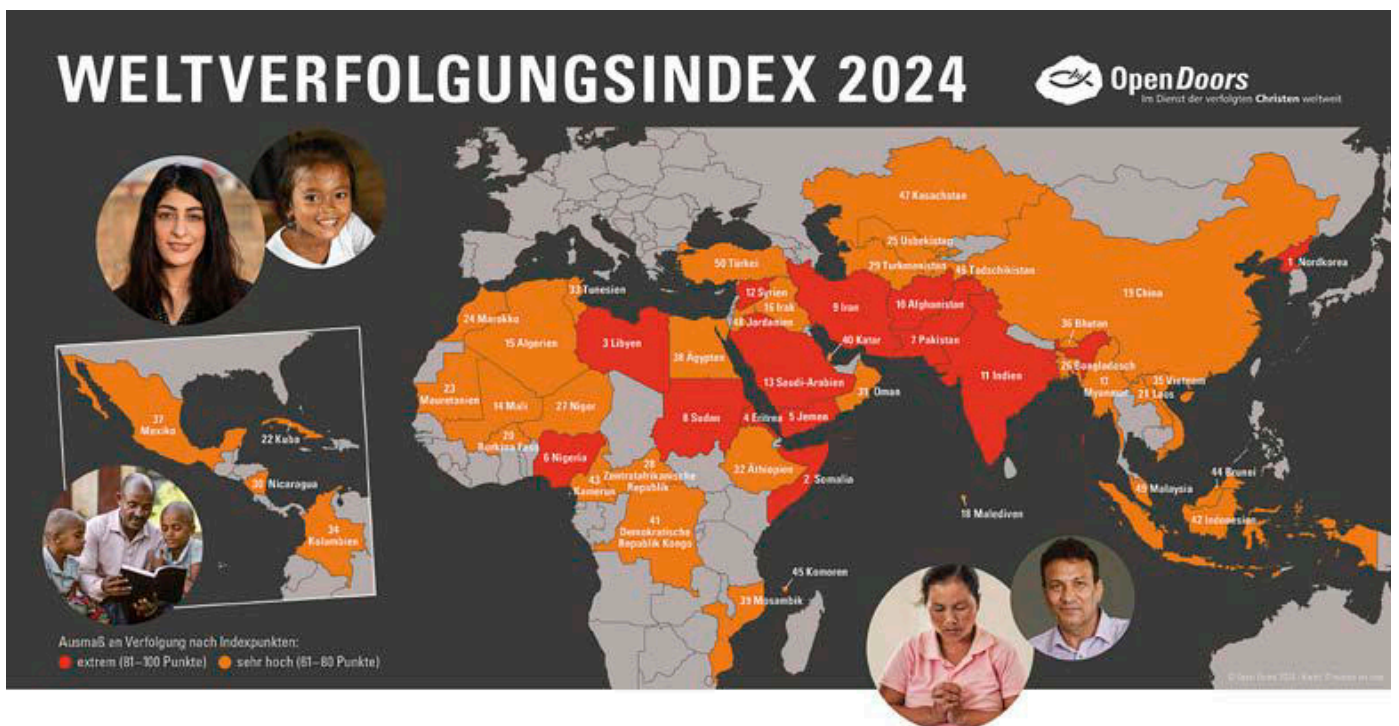 WELTVERFOLGUNGSINDEX 2024
OpenDoors
Im Dienst der verfolgten Christen weltweit
47 Kasachstan
25 Usbekistan
29 Turkmenistan
46 Tadschikistan
1 Nordkorea
50 Türkei
33 Tunesien
12 Syrien
16 Irak
9 Iran
10 Afghanistan
19 China
24 Marokko
48 Jordanien
15 Algerien
3 Libyen
38 Ägypten
40 Katar
7 Pakistan
36 Bhutan
26 Bangladesch
11 Indien
17
Myanmar
35 Vietnam
21 Laos
23
Mauretanien
14 Mali
27 Niger
8 Sudan
4 Eritrea
13 Saudi-Arabien
5 Jemen
31 Oman
37
Mexiko
22 Kuba
20
Burkina Faso
6 Nigeria
28
Zentralafrikanische
Republik
43
Kamerun
32 Äthiopien
2 Somalia
18 Malediven
44 Brunei
49 Malaysia
42 Indonesien
30 Nicaragua
34
Kolumbien
41
Demokratische
Republik Kongo
45 Komoren
39 Mosambik
Ausmaß an Verfolgung nach Indexpunkten:
extrem (81–100 Punkte) sehr hoch (61–80 Punkte)
© Open Doors 2024